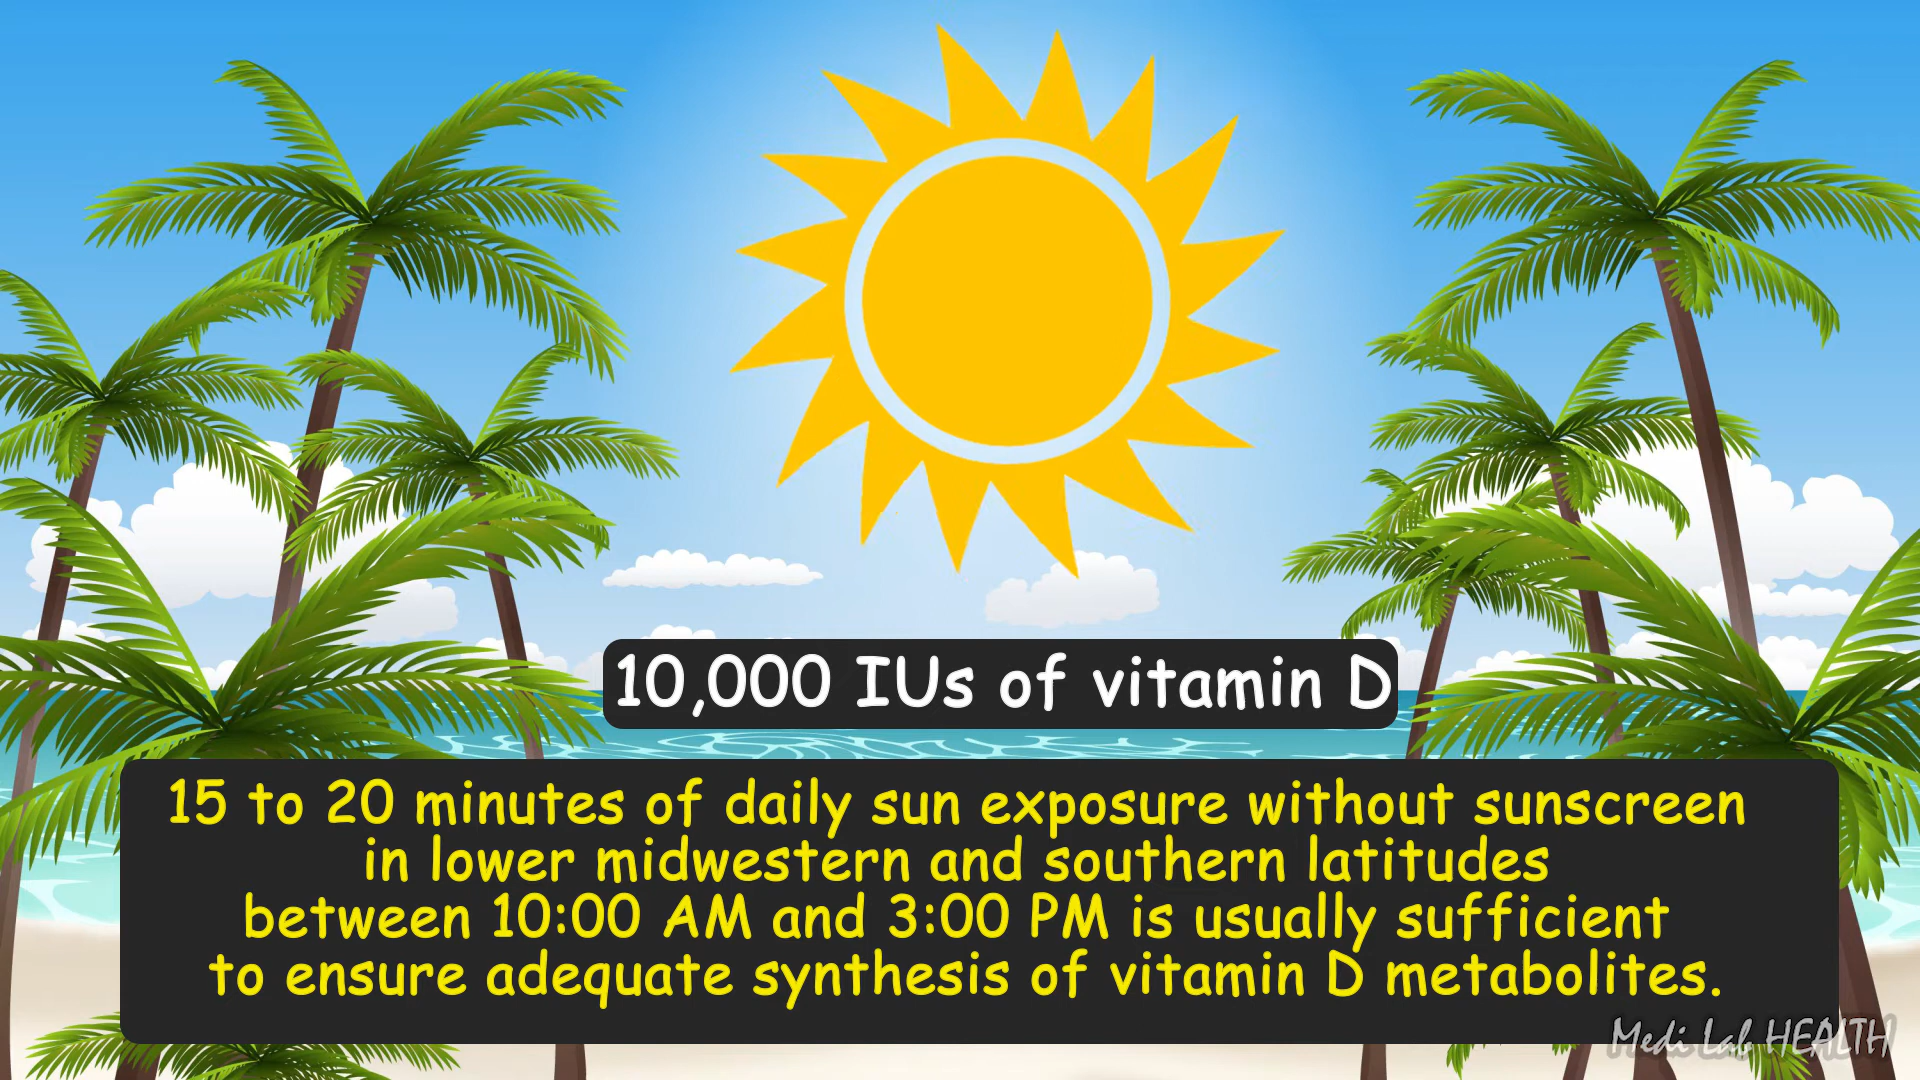 10,000 IUs of vitamin D
15 to 20 minutes of daily sun exposure without sunscreen
in lower midwestern and southern latitudes
between 10:00 AM and 3:00 PM is usually sufficient
to ensure adequate synthesis of vitamin D metabolites.
Medi Lab HEALTH